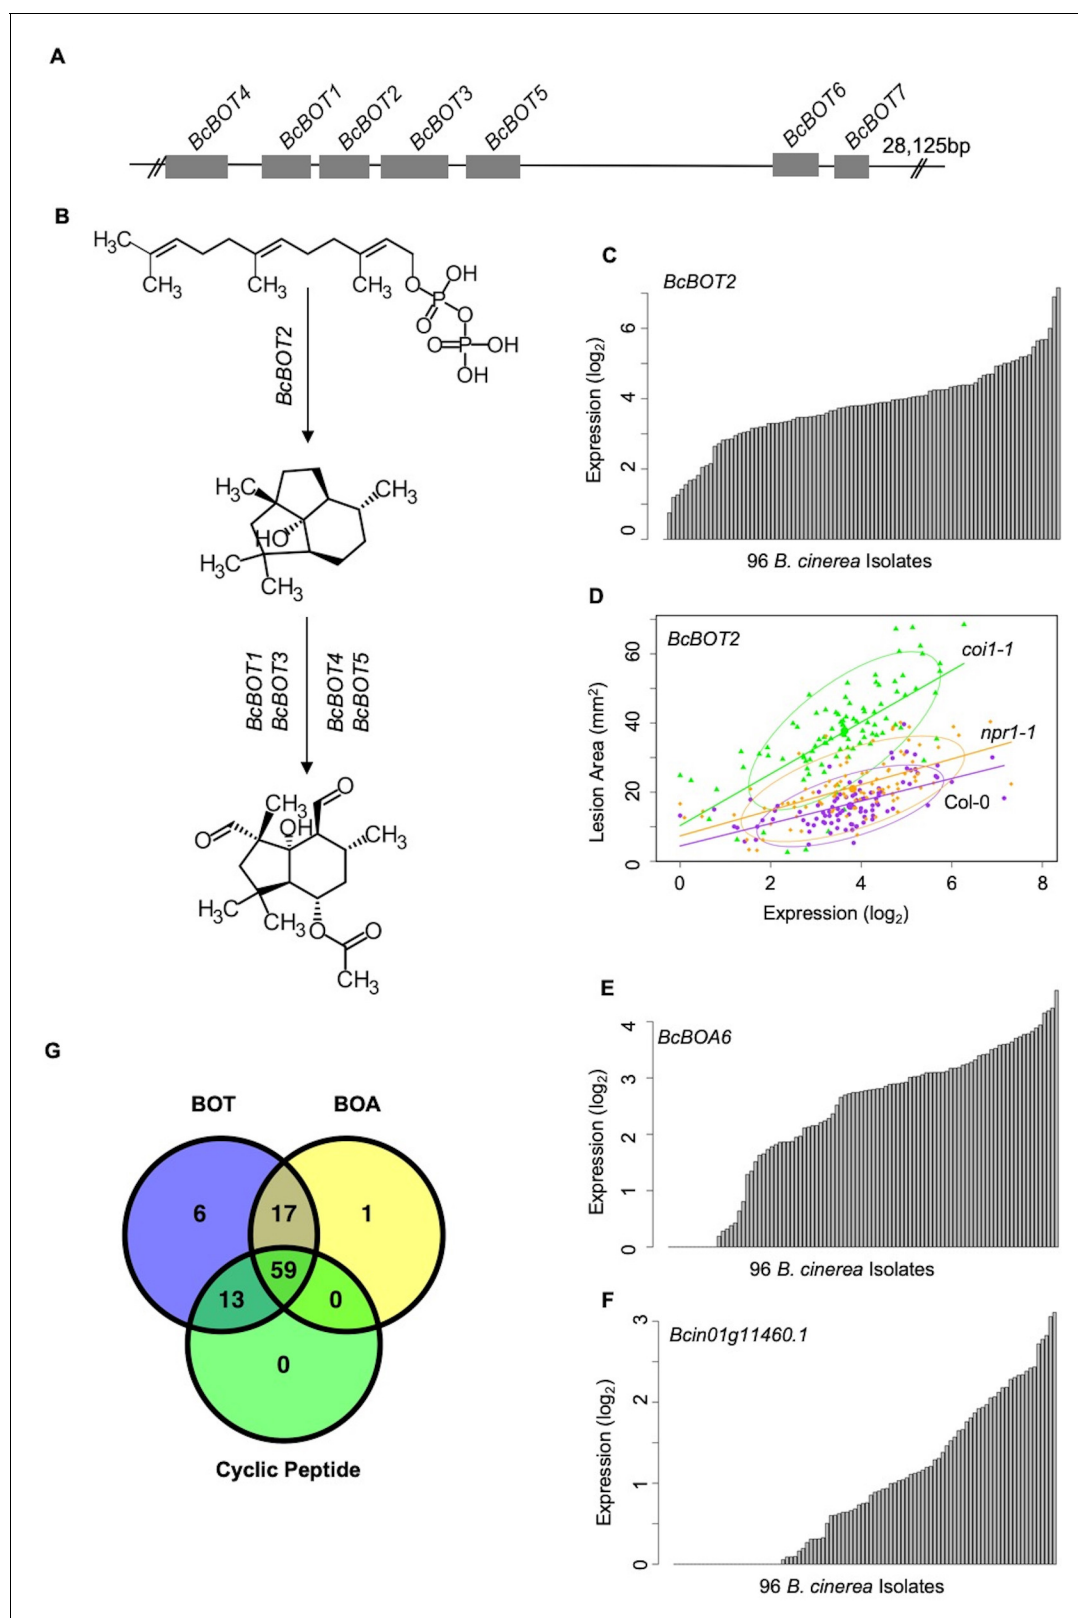 A
BcBOT4
BcBOT1
BcBOT2
BcBOT3
BcBOT5
BcBOT6
BcBOT7
28,125bp
B
H3C
CH3
CH3
CH3
O
P
OH
O
O
O
P
OH
OH
BcBOT2
H3C
CH3
HO
H3C
CH3
BcBOT1
BcBOT3
BcBOT4
BcBOT5
O
CH3
O
OH
CH3
H3C
CH3
O
O
CH3
C
BcBOT2
Expression (log2)
0
2
4
6
96 B. cinerea Isolates
D
BcBOT2
coi1-1
npr1-1
Col-0
Lesion Area (mm2)
0
20
40
60
0 2 4 6 8
Expression (log2)
E
BcBOA6
Expression (log2)
0
1
2
3
4
96 B. cinerea Isolates
F
Bcin01g11460.1
Expression (log2)
0
1
2
3
96 B. cinerea Isolates
G
BOT BOA
6 17 1
59
13 0
0
Cyclic Peptide